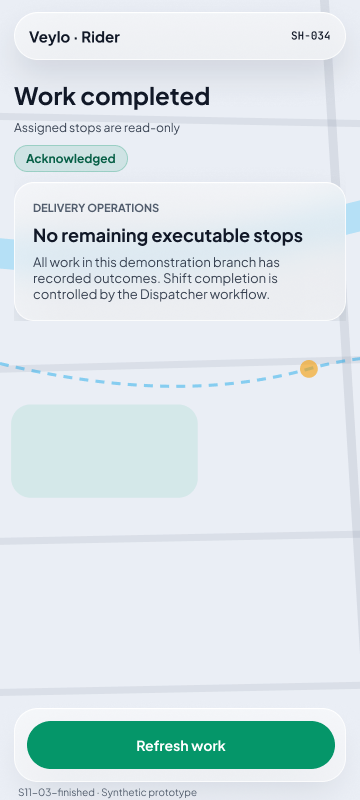 Veylo · Rider
SH-034
Work completed
Assigned stops are read-only
Acknowledged
DELIVERY OPERATIONS
No remaining executable stops
All work in this demonstration branch has
recorded outcomes. Shift completion is
controlled by the Dispatcher workflow.
Refresh work
S11-03-finished · Synthetic prototype